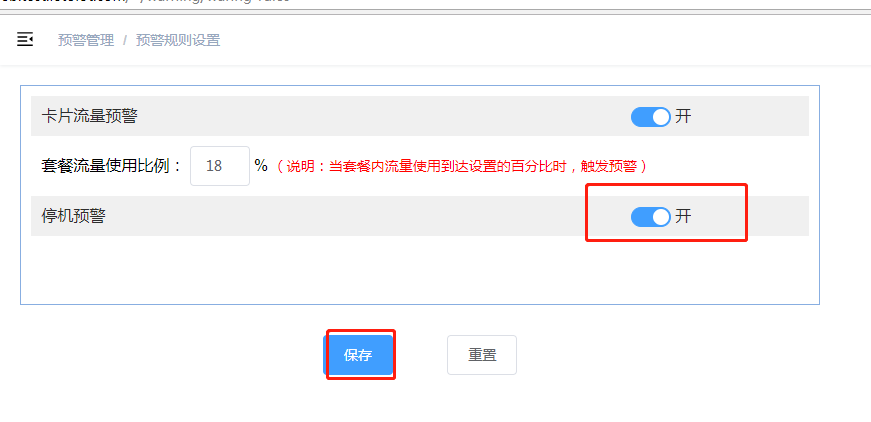 预警管理 / 预警规则设置
卡片流量预警 开
套餐流量使用比例： 18 % （说明：当套餐内流量使用到达设置的百分比时，触发预警）
停机预警 开
保存 重置